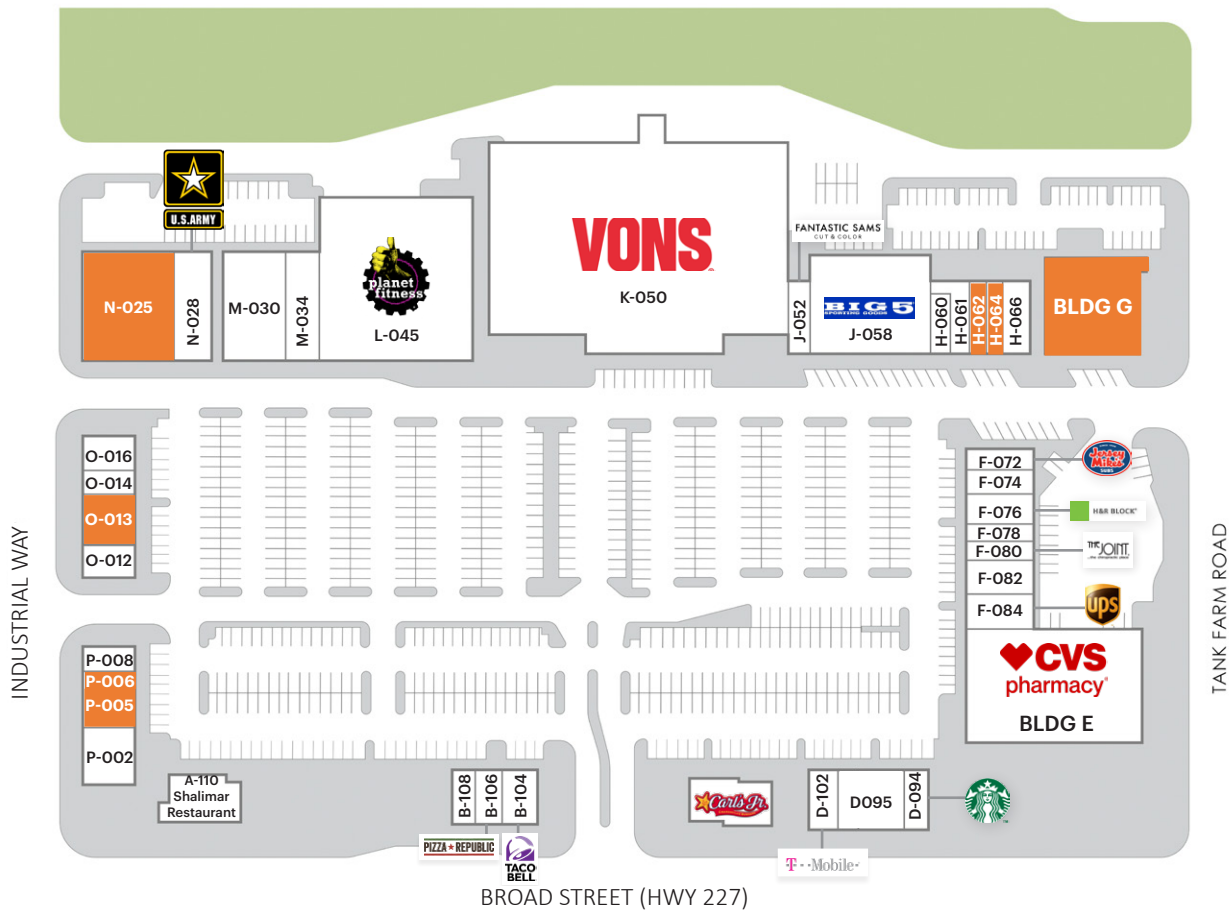 U.S.ARMY
FANTASTIC SAMS
CUT & COLOR
VONS
K-050
planet
fitness
L-045
N-025
N-028
M-030
M-034
J-052
BIG 5
SPORTING GOODS
J-058
H-060
H-061
H-062
H-064
H-066
BLDG G
O-016
O-014
O-013
O-012
F-072
F-074
F-076
F-078
F-080
F-082
F-084
Jersey
Mike's
SUBS
H&R BLOCK®
THE JOINT
ups
INDUSTRIAL WAY
TANK FARM ROAD
P-008
P-006
P-005
P-002
CVS
pharmacy®
BLDG E
A-110
Shalimar
Restaurant
B-108
B-106
B-104
Carl's Jr.
D-102
D095
D-094
PIZZA★REPUBLIC
TACO
BELL
T··Mobile·
BROAD STREET (HWY 227)